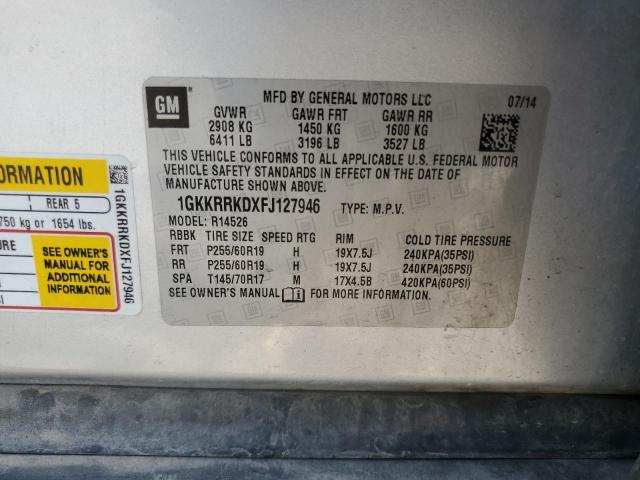 GM
MFD BY GENERAL MOTORS LLC 07/14
GVWR GAWR FRT GAWR RR
2908 KG 1450 KG 1600 KG
6411 LB 3196 LB 3527 LB
THIS VEHICLE CONFORMS TO ALL APPLICABLE U.S. FEDERAL MOTOR
VEHICLE SAFETY STANDARDS IN EFFECT ON THE DATE OF
MANUFACTURE SHOWN ABOVE.
1GKKRRKDXFJ127946 TYPE: M.P.V.
MODEL: R14526
RBBK TIRE SIZE SPEED RTG RIM COLD TIRE PRESSURE
FRT P255/60R19 H 19X7.5J 240KPA(35PSI)
RR P255/60R19 H 19X7.5J 240KPA(35PSI)
SPA T145/70R17 M 17X4.5B 420KPA(60PSI)
SEE OWNER'S MANUAL FOR MORE INFORMATION.
FORMATION
REAR 5
750 kg or 1654 lbs.
URE
SEE OWNER'S
MANUAL FOR
ADDITIONAL
INFORMATION
1GKKRRKDXFJ127946